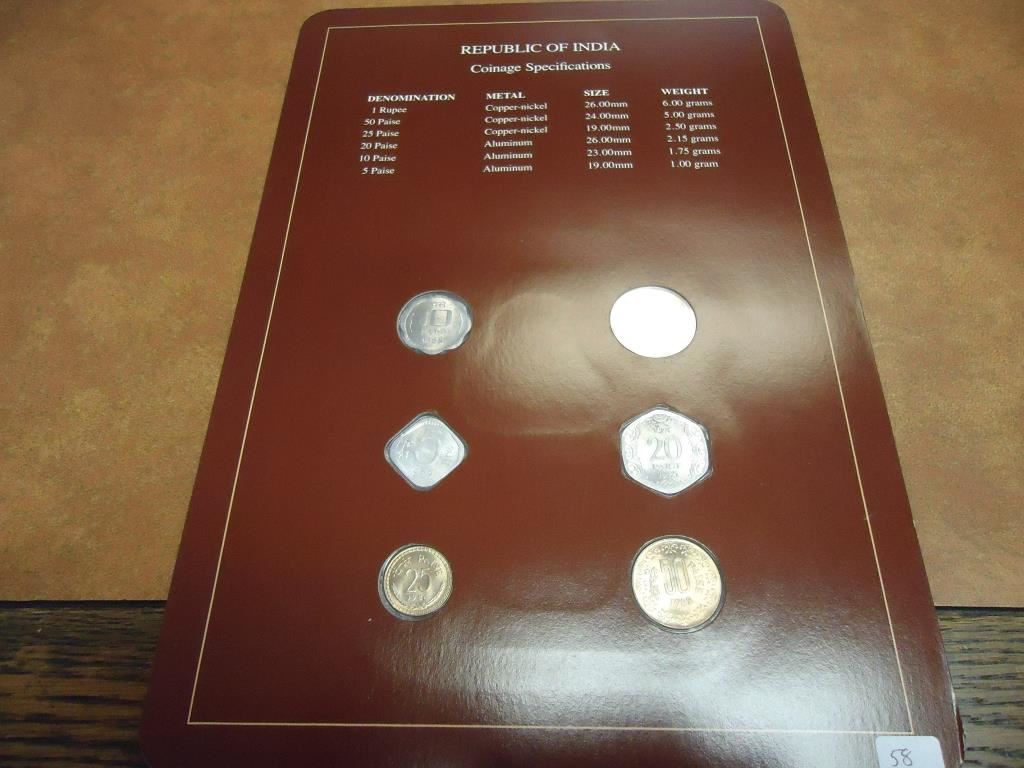 REPUBLIC OF INDIA
Coinage Specifications
DENOMINATION METAL SIZE WEIGHT
1 Rupee Copper-nickel 26.00mm 6.00 grams
50 Paise Copper-nickel 24.00mm 5.00 grams
25 Paise Copper-nickel 19.00mm 2.50 grams
20 Paise Aluminum 26.00mm 2.15 grams
10 Paise Aluminum 23.00mm 1.75 grams
5 Paise Aluminum 19.00mm 1.00 gram
20
PAISE
50
58